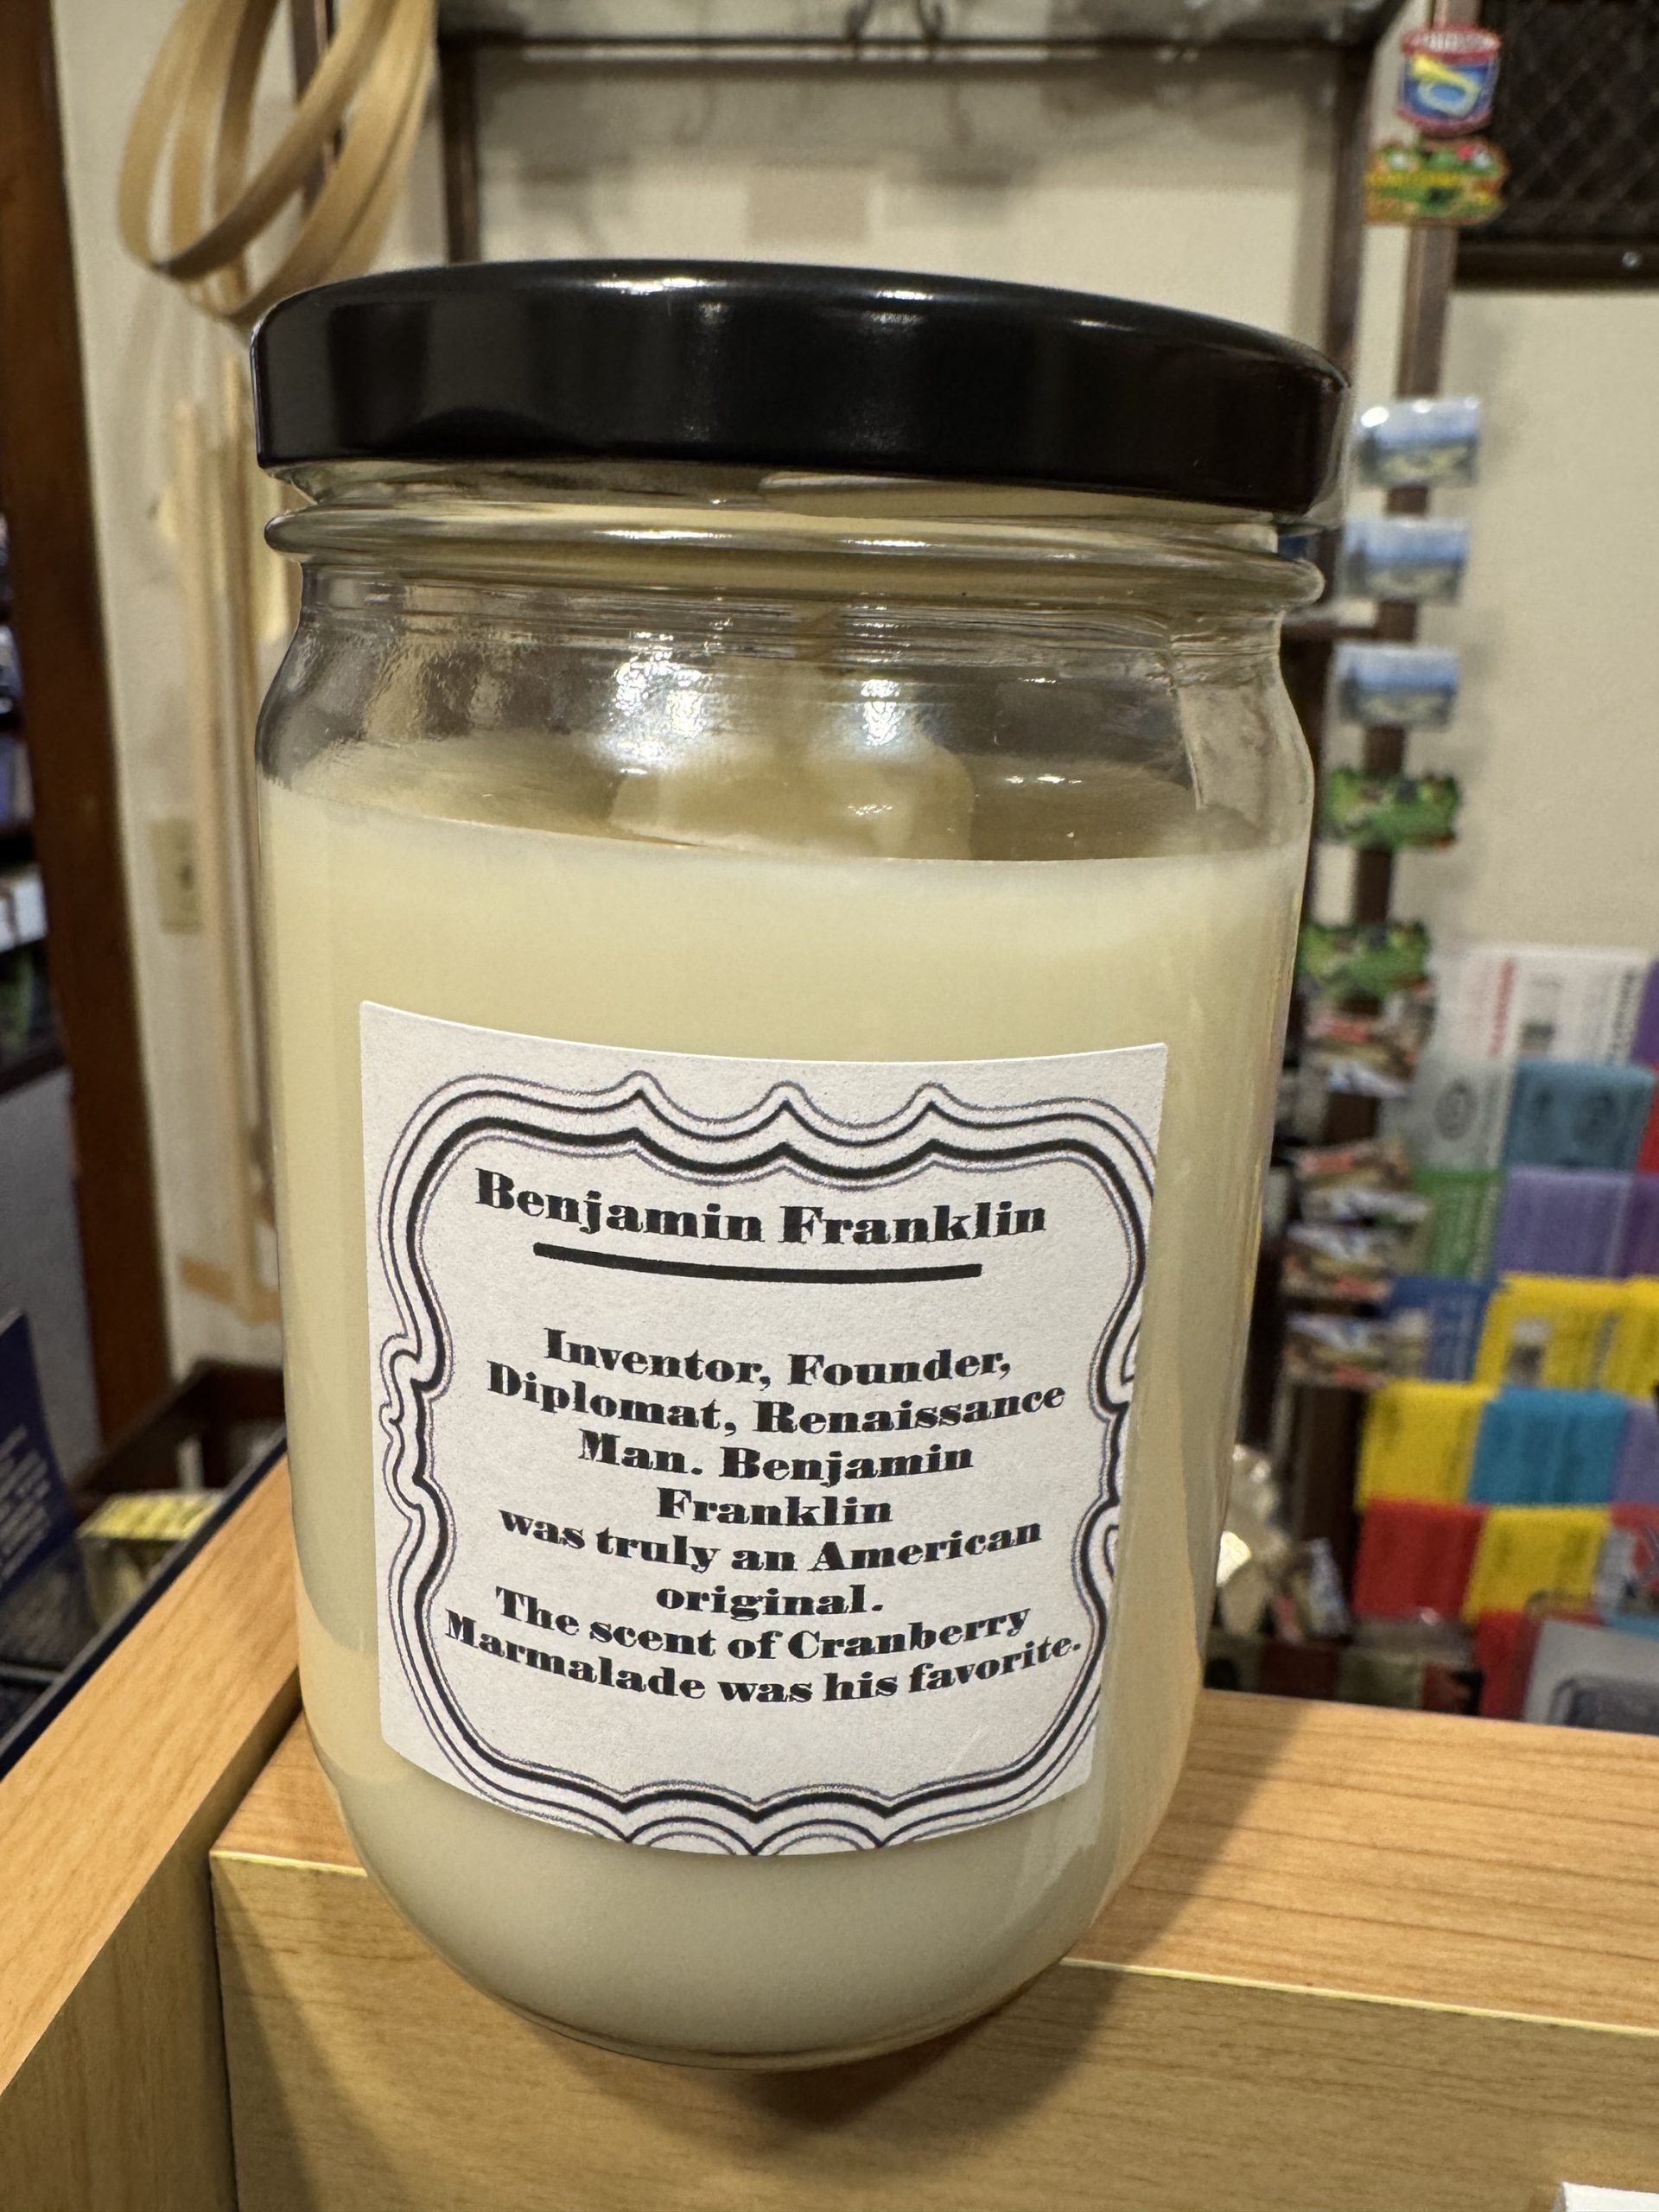 Benjamin Franklin
Inventor, Founder,
Diplomat, Renaissance
Man. Benjamin
Franklin
was truly an American
original.
The scent of Cranberry
Marmalade was his favorite.